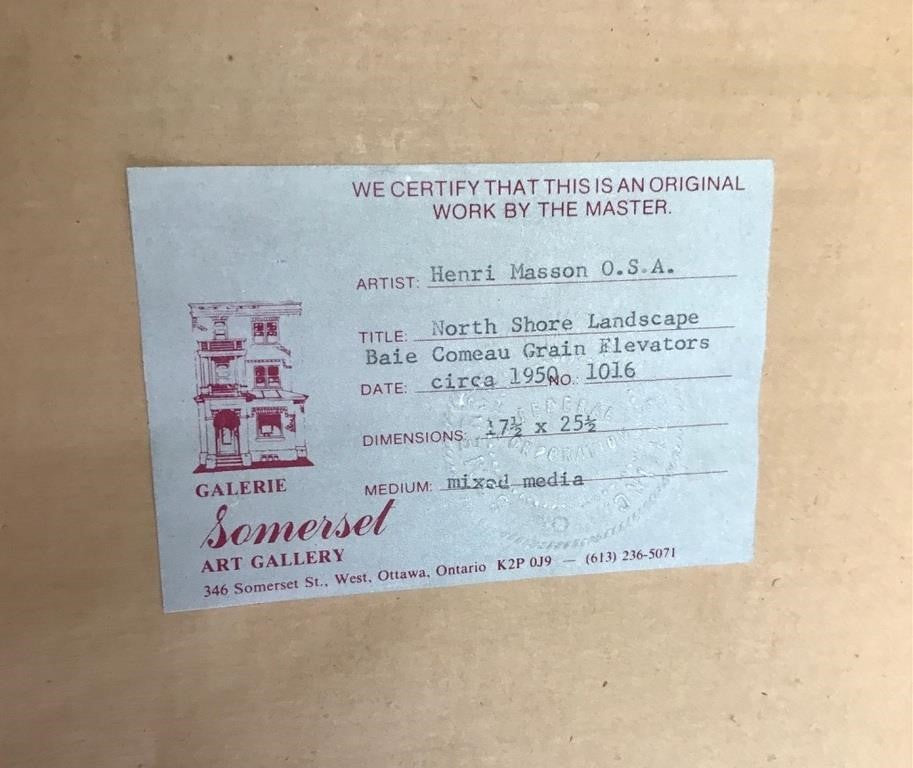 WE CERTIFY THAT THIS IS AN ORIGINAL
WORK BY THE MASTER.
ARTIST: Henri Masson O.S.A.
TITLE: North Shore Landscape
Baie Comeau Grain Elevators
DATE: circa 1950 NO. 1016
DIMENSIONS: 17½ x 25½
MEDIUM: mixed media
GALERIE
Somerset
ART GALLERY
346 Somerset St., West, Ottawa, Ontario K2P 0J9 — (613) 236-5071
FEDERAL
CORPORATION